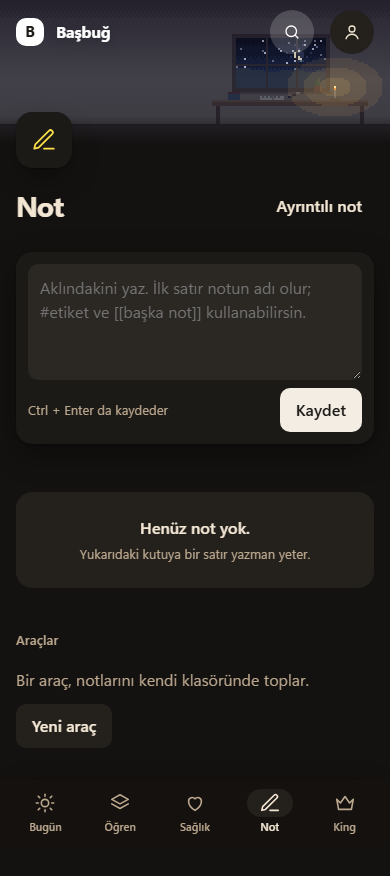 B
Başbuğ
Not
Ayrıntılı not
Aklındakini yaz. İlk satır notun adı olur;
#etiket ve [[başka not]] kullanabilirsin.
Ctrl + Enter da kaydeder
Kaydet
Henüz not yok.
Yukarıdaki kutuya bir satır yazman yeter.
Araçlar
Bir araç, notlarını kendi klasöründe toplar.
Yeni araç
Bugün
Öğren
Sağlık
Not
King